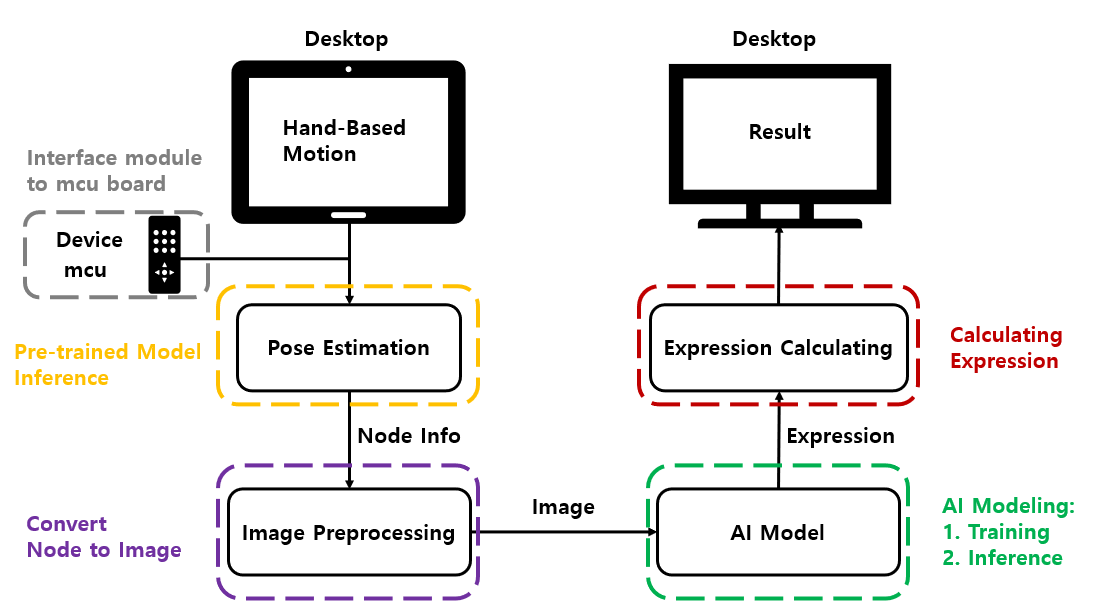 Desktop
Hand-Based
Motion
Interface module
to mcu board
Device
mcu
Pre-trained Model
Inference
Pose Estimation
Node Info
Convert
Node to Image
Image Preprocessing
Image
AI Model
AI Modeling:
1. Training
2. Inference
Expression
Expression Calculating
Calculating
Expression
Desktop
Result